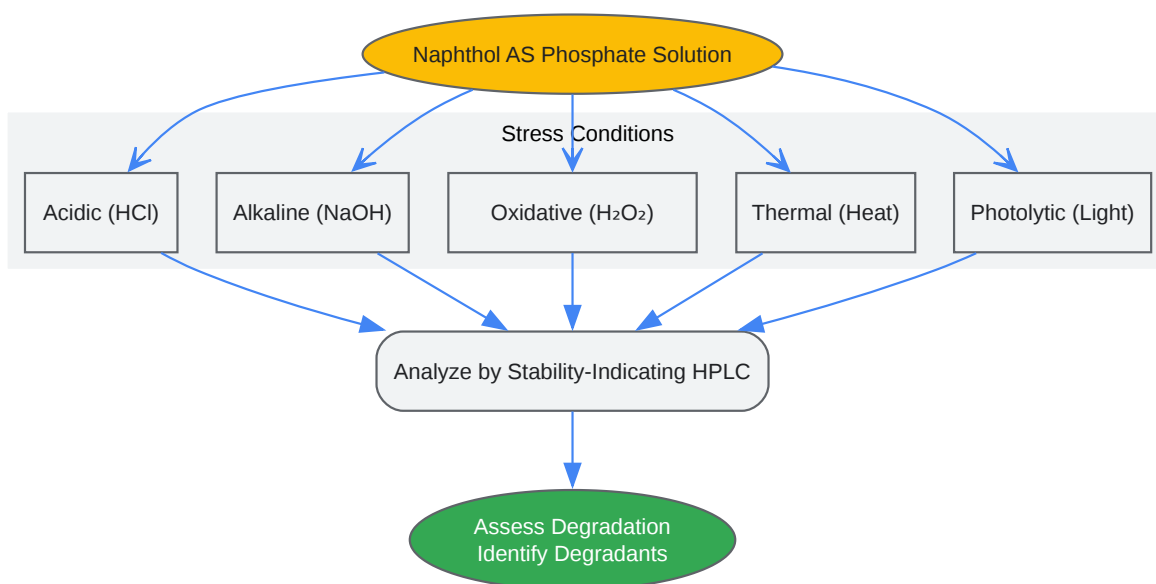 Naphthol AS Phosphate Solution
Stress Conditions
Acidic (HCl)
Alkaline (NaOH)
Oxidative (H₂O₂)
Thermal (Heat)
Photolytic (Light)
Analyze by Stability-Indicating HPLC
Assess Degradation
Identify Degradants